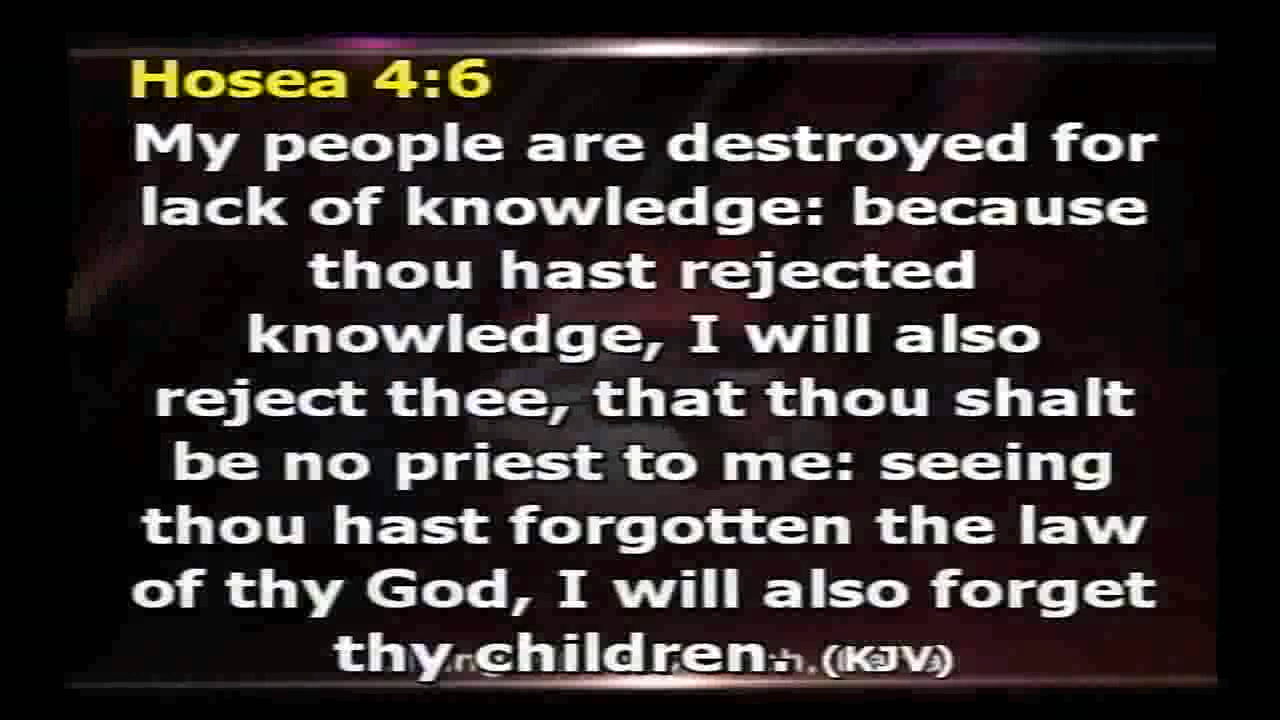 Hosea 4:6
My people are destroyed for
lack of knowledge: because
thou hast rejected
knowledge, I will also
reject thee, that thou shalt
be no priest to me: seeing
thou hast forgotten the law
of thy God, I will also forget
thy children. (KJV)